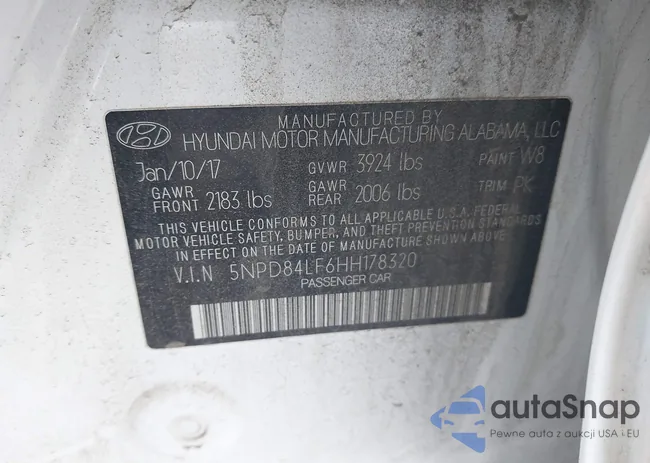 MANUFACTURED BY
HYUNDAI MOTOR MANUFACTURING ALABAMA, LLC
Jan/10/17 GVWR 3924 lbs PAINT W8
GAWR FRONT 2183 lbs GAWR REAR 2006 lbs TRIM PK
THIS VEHICLE CONFORMS TO ALL APPLICABLE U.S.A. FEDERAL
MOTOR VEHICLE SAFETY, BUMPER, AND THEFT PREVENTION STANDARDS
IN EFFECT ON THE DATE OF MANUFACTURE SHOWN ABOVE.
V.I.N 5NPD84LF6HH178320
PASSENGER CAR
autaSnap
Pewne auta z aukcji USA i EU